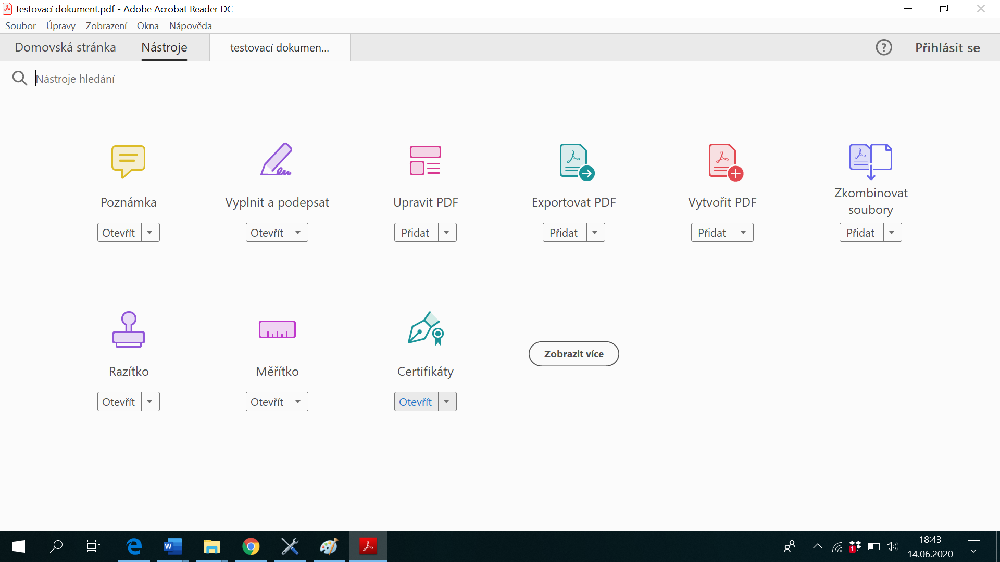 testovací dokument.pdf - Adobe Acrobat Reader DC
Soubor Úpravy Zobrazení Okna Nápověda
Domovská stránka Nástroje testovací dokumen... ? Přihlásit se
Nástroje hledání
Poznámka Vyplnit a podepsat Upravit PDF Exportovat PDF Vytvořit PDF Zkombinovat
soubory
Otevřít Otevřít Přidat Přidat Přidat Přidat
Razítko Měřítko Certifikáty Zobrazit více
Otevřít Otevřít Otevřít
W 1 18:43
14.06.2020